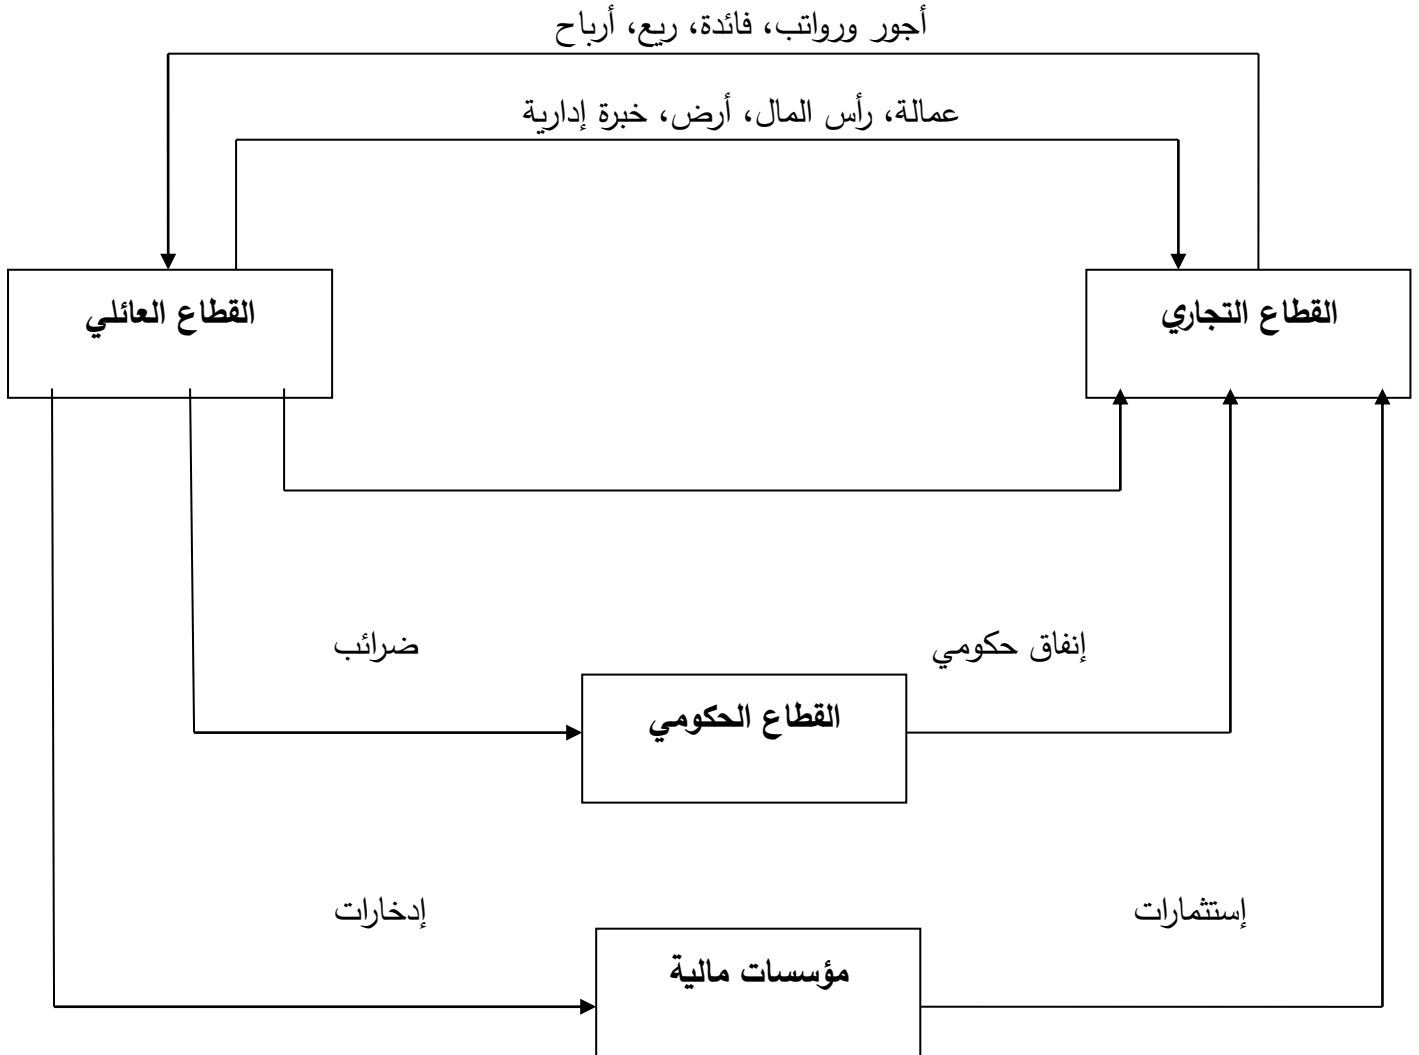 أجور ورواتب، فائدة، ريع، أرباح
عمالة، رأس المال، أرض، خبرة إدارية
القطاع التجاري
القطاع العائلي
إنفاق حكومي
ضرائب
القطاع الحكومي
إستثمارات
إدخارات
مؤسسات مالية